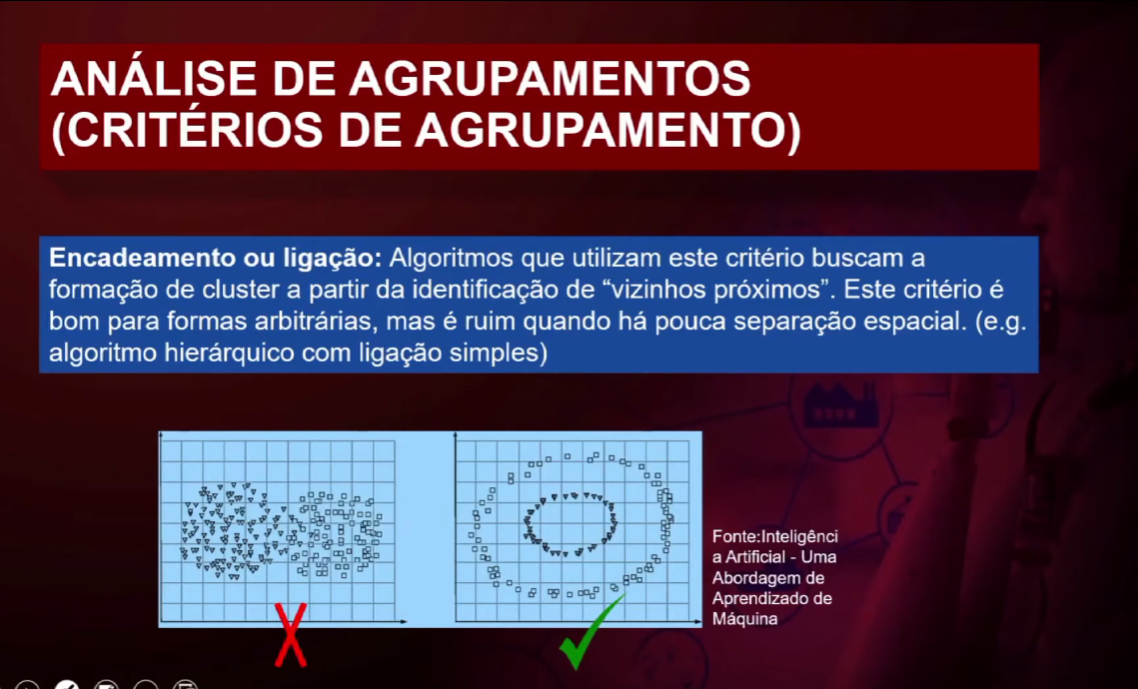 ANÁLISE DE AGRUPAMENTOS
(CRITÉRIOS DE AGRUPAMENTO)
Encadeamento ou ligação: Algoritmos que utilizam este critério buscam a
formação de cluster a partir da identificação de “vizinhos próximos”. Este critério é
bom para formas arbitrárias, mas é ruim quando há pouca separação espacial. (e.g.
algoritmo hierárquico com ligação simples)
Fonte:Inteligênci
a Artificial - Uma
Abordagem de
Aprendizado de
Máquina